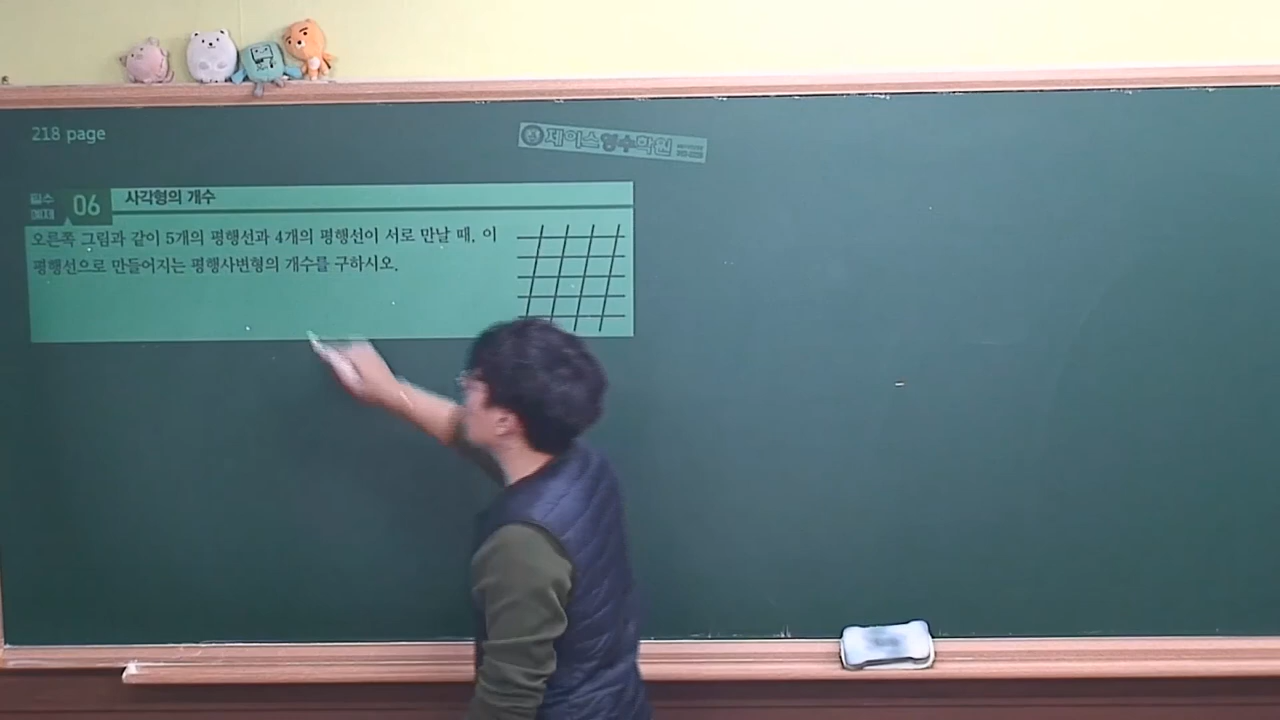 218 page
제이스영수학원
필수
예제 06 사각형의 개수
오른쪽 그림과 같이 5개의 평행선과 4개의 평행선이 서로 만날 때, 이
평행선으로 만들어지는 평행사변형의 개수를 구하시오.